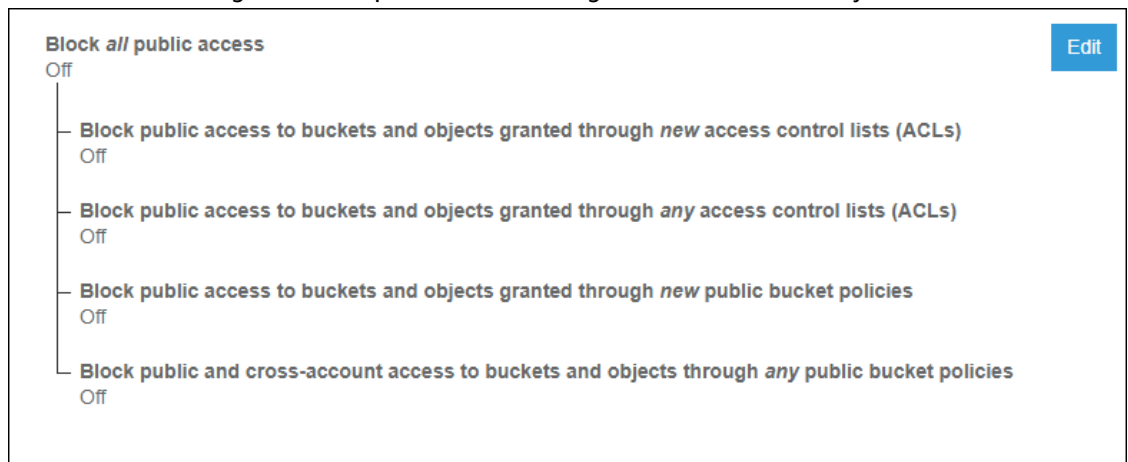 Block all public access
Edit
Off
Block public access to buckets and objects granted through new access control lists (ACLs)
Off
Block public access to buckets and objects granted through any access control lists (ACLs)
Off
Block public access to buckets and objects granted through new public bucket policies
Off
Block public and cross-account access to buckets and objects through any public bucket policies
Off